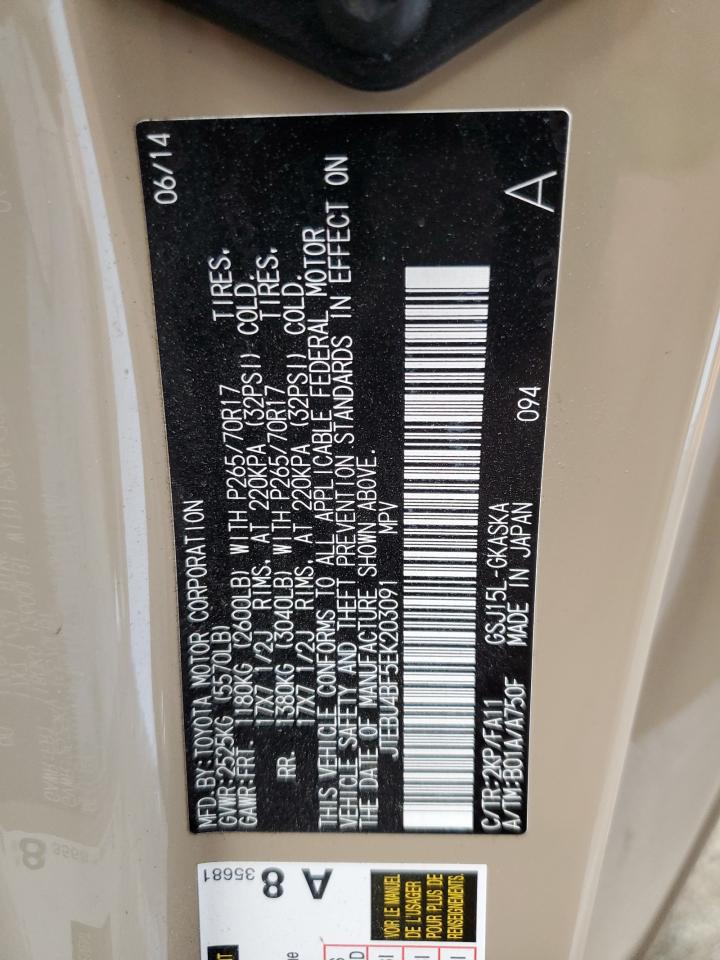 MFD.BY:TOYOTA MOTOR CORPORATION 06/14
GVWR:2525KG (5570LB)
GAWR:FRT. 1180KG (2600LB) WITH P265/70R17 TIRES.
17X7 1/2J RIMS. AT 220KPA (32PSI) COLD.
RR. 1380KG (3040LB) WITH P265/70R17 TIRES.
17X7 1/2J RIMS. AT 220KPA (32PSI) COLD.
THIS VEHICLE CONFORMS TO ALL APPLICABLE FEDERAL MOTOR
VEHICLE SAFETY AND THEFT PREVENTION STANDARDS IN EFFECT ON
THE DATE OF MANUFACTURE SHOWN ABOVE.
JTEBU4BF5EK203091 MPV
C/TR:2KP/FA11 GSJ15L-GKASKA 094 A
A/TM:B01A/A750F MADE IN JAPAN
35681
A 8
VOIR LE MANUEL
DE L'USAGER
POUR PLUS DE
RENSEIGNEMENTS.